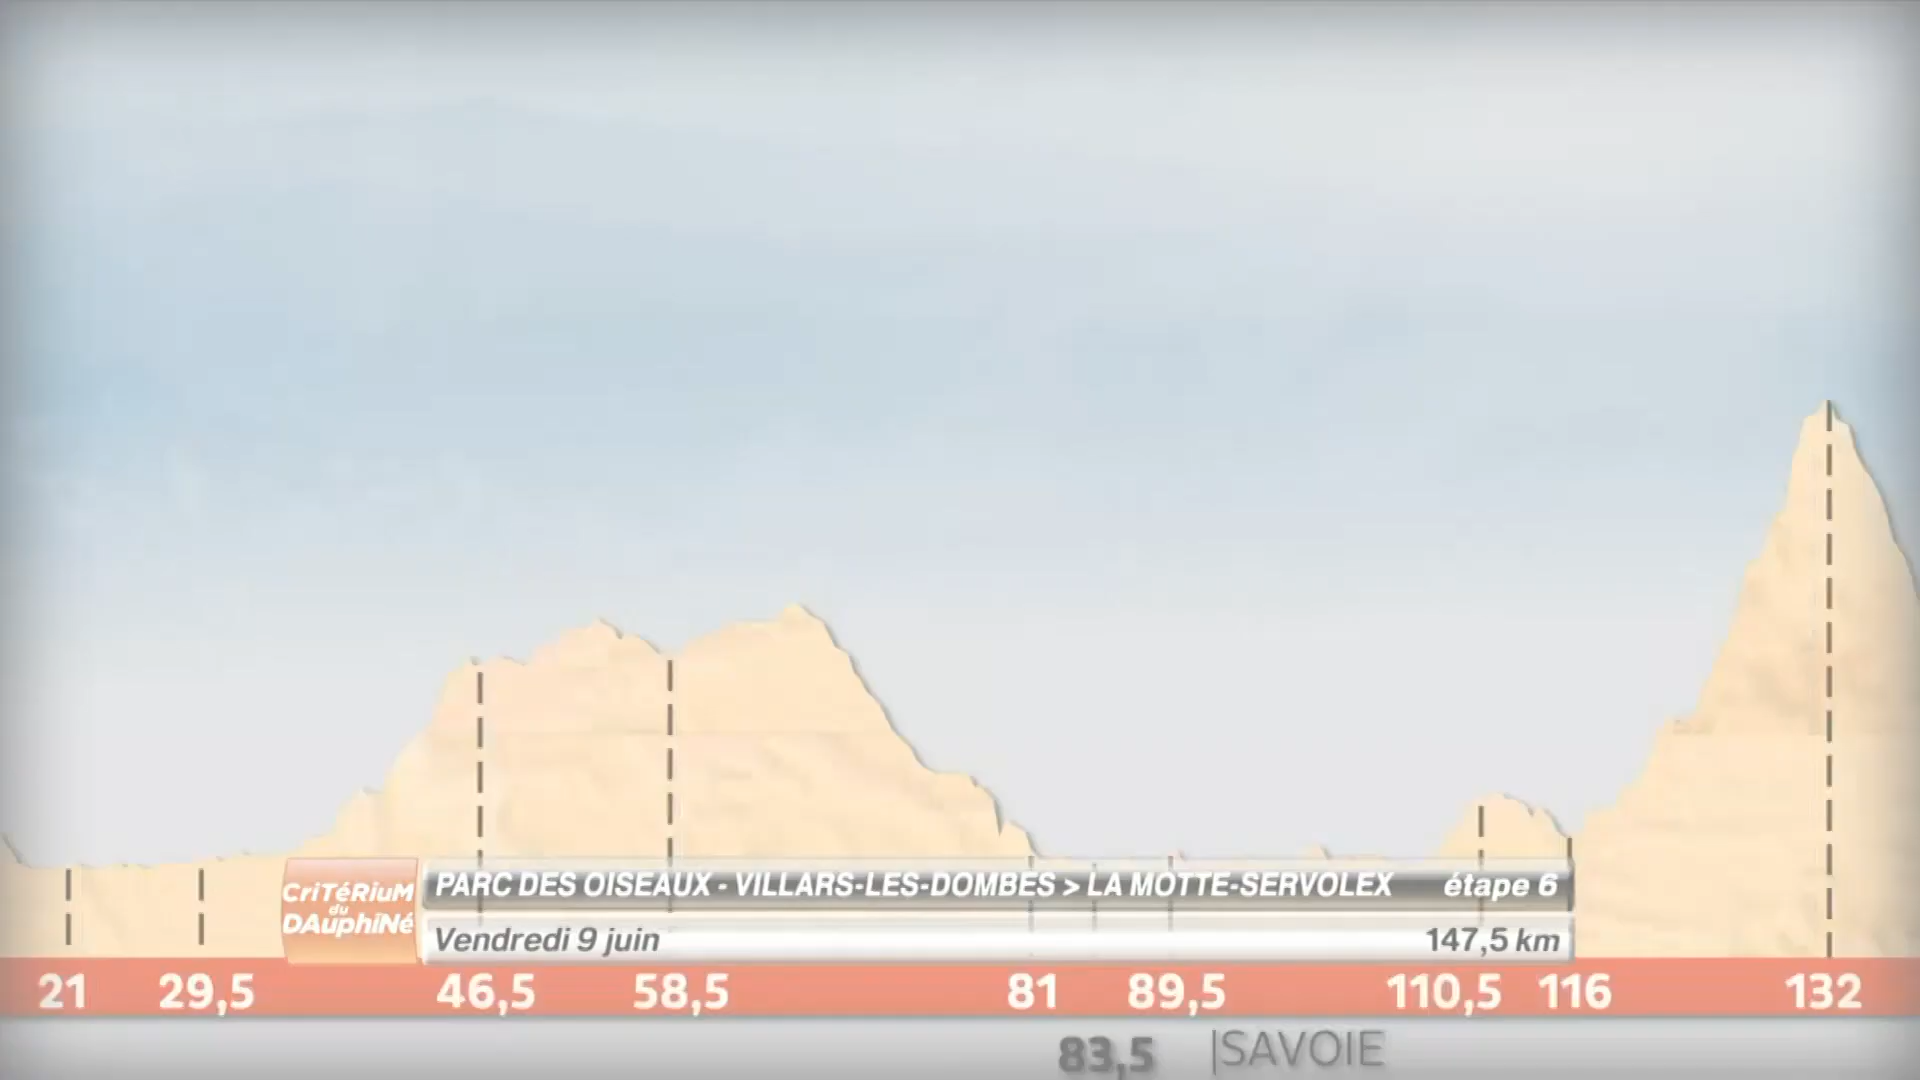 CriTéRiuM
du
DAuphiNé
PARC DES OISEAUX - VILLARS-LES-DOMBES > LA MOTTE-SERVOLEX étape 6
Vendredi 9 juin 147,5 km
21 29,5 46,5 58,5 81 89,5 110,5 116 132
83,5 |SAVOIE